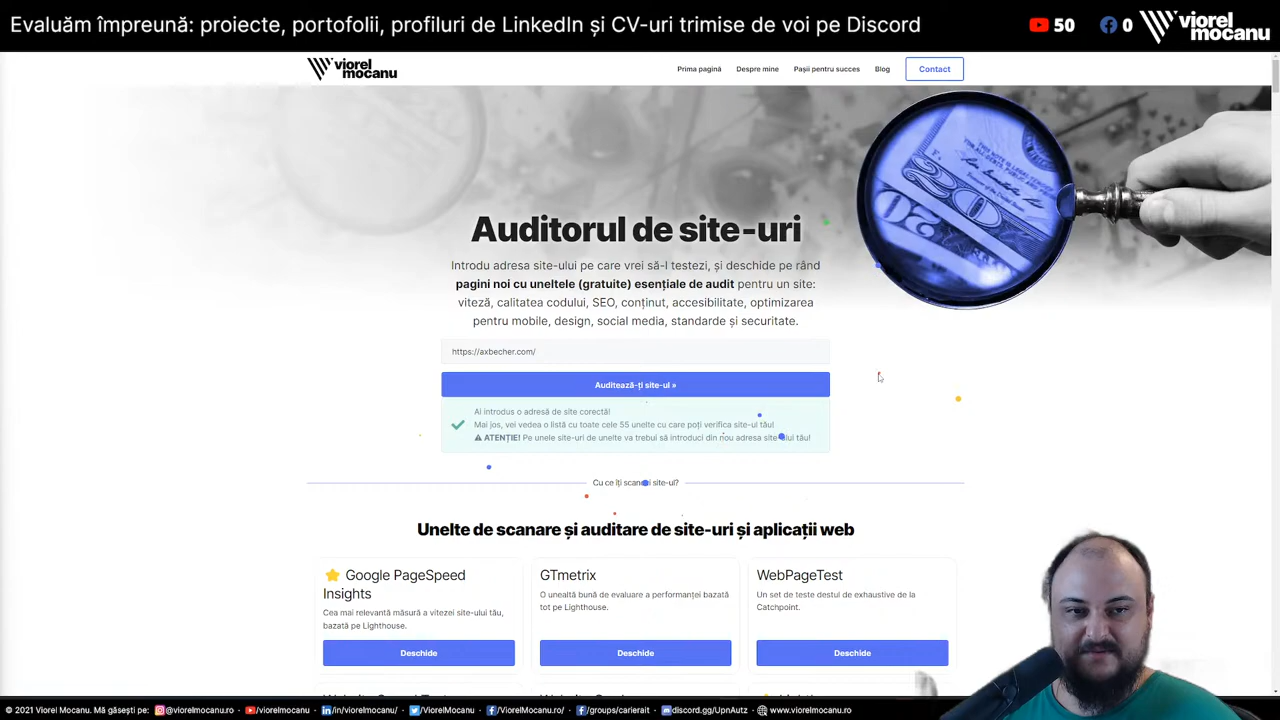 Evaluăm împreună: proiecte, portofolii, profiluri de LinkedIn și CV-uri trimise de voi pe Discord
50
0
viorel
mocanu
viorel
mocanu
Prima pagină
Despre mine
Pașii pentru succes
Blog
Contact
Auditorul de site-uri
Introdu adresa site-ului pe care vrei să-l testezi, și deschide pe rând
pagini noi cu uneltele (gratuite) esențiale de audit pentru un site:
viteză, calitatea codului, SEO, conținut, accesibilitate, optimizarea
pentru mobile, design, social media, standarde și securitate.
https://axbecher.com/
Auditează-ți site-ul »
Ai introdus o adresă de site corectă!
Mai jos, vei vedea o listă cu toate cele 55 unelte cu care poți verifica site-ul tău!
ATENȚIE! Pe unele site-uri de unelte va trebui să introduci din nou adresa site-ului tău!
Cu ce îți scanezi site-ul?
Unelte de scanare și auditare de site-uri și aplicații web
Google PageSpeed
Insights
Cea mai relevantă măsură a vitezei site-ului tău,
bazată pe Lighthouse.
Deschide
GTmetrix
O unealtă bună de evaluare a performanței bazată
tot pe Lighthouse.
Deschide
WebPageTest
Un set de teste destul de exhaustive de la
Catchpoint.
Deschide
© 2021 Viorel Mocanu. Mă găsești pe: @viorelmocanu.ro /viorelmocanu /in/viorelmocanu/ /ViorelMocanu /ViorelMocanu.ro/ /groups/carierait discord.gg/UpnAutz www.viorelmocanu.ro